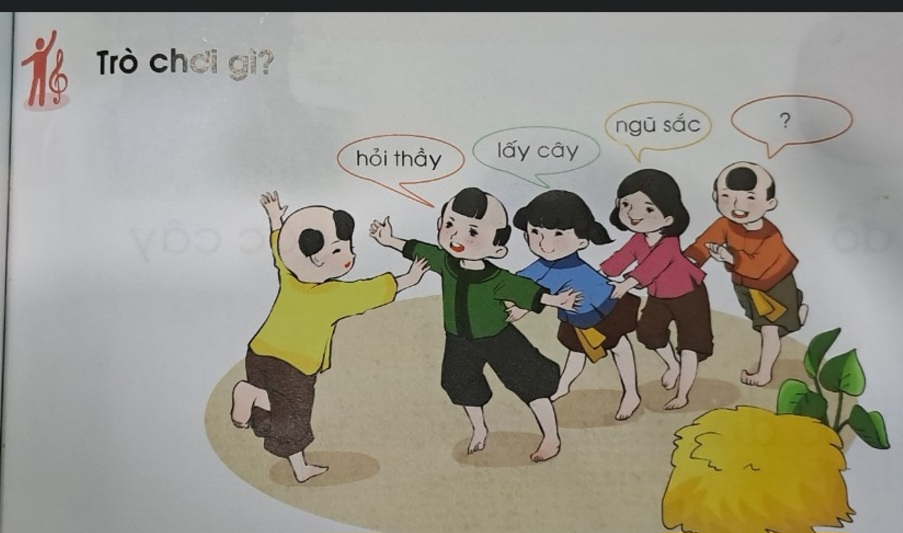 Trò chơi gì?
hỏi thầy
lấy cây
ngũ sắc
?